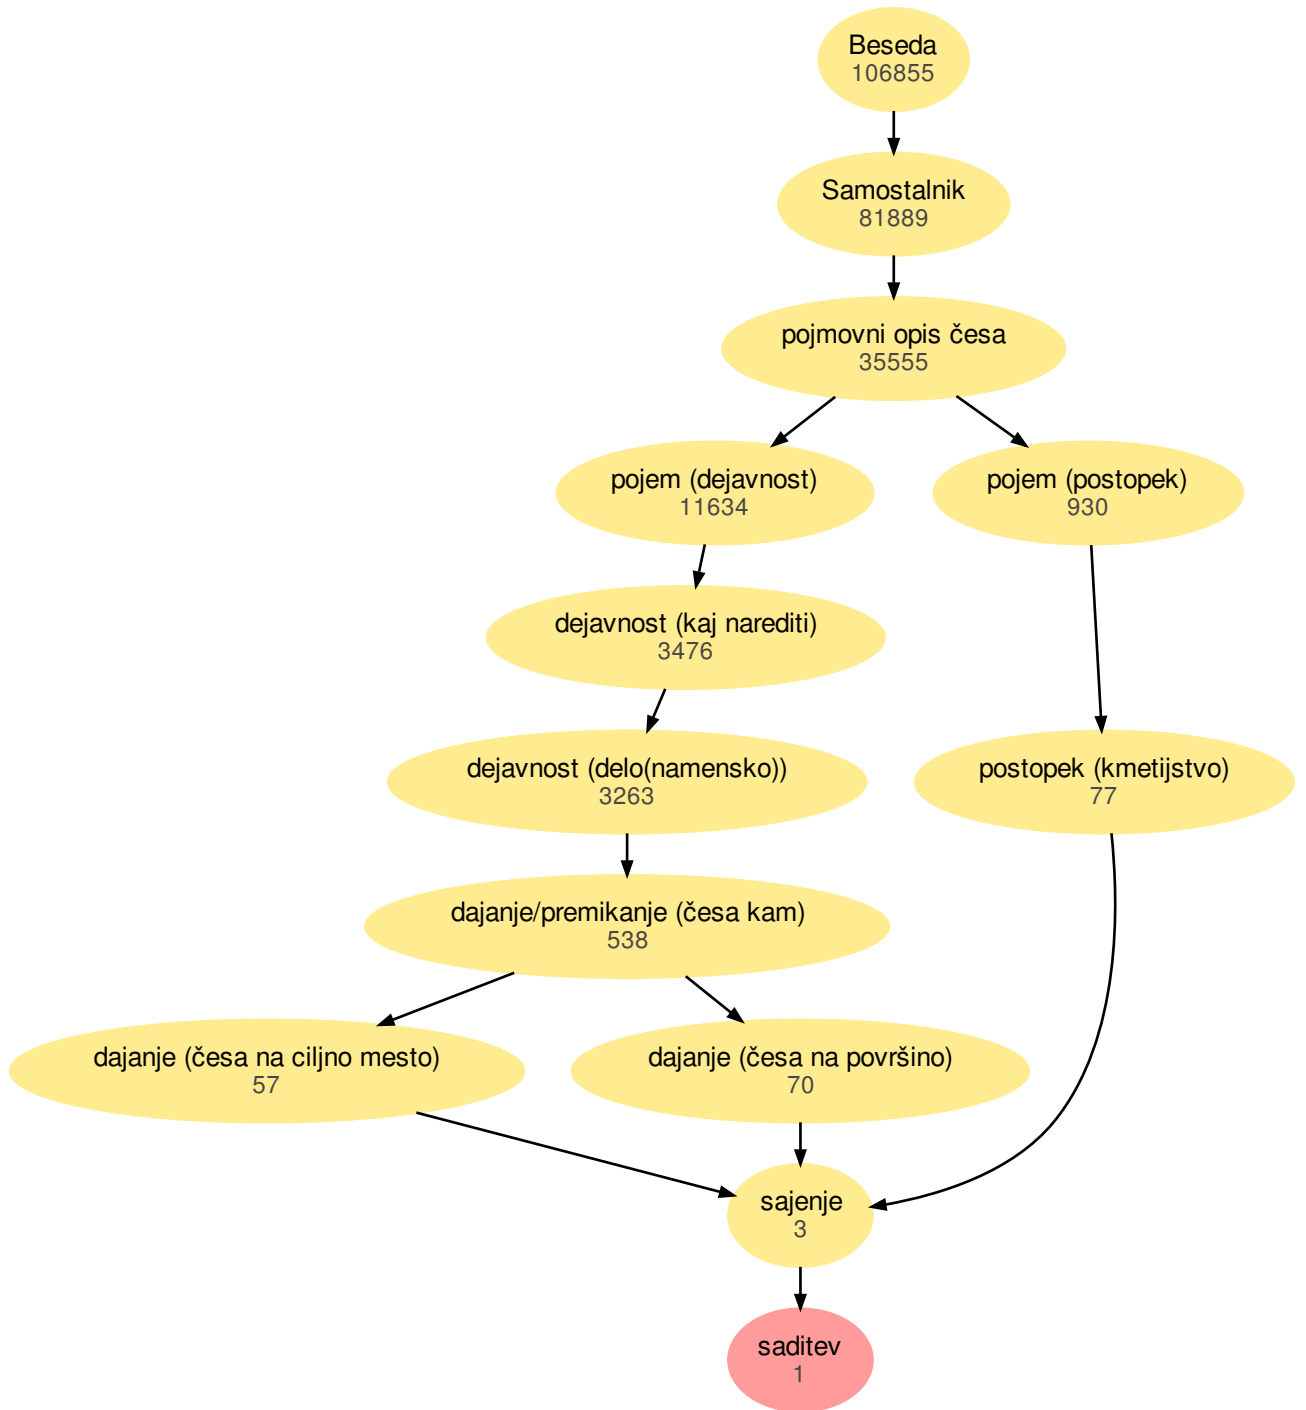 Beseda
106855
Samostalnik
81889
pojmovni opis česa
35555
pojem (dejavnost)
11634
pojem (postopek)
930
dejavnost (kaj narediti)
3476
dejavnost (delo(namensko))
3263
postopek (kmetijstvo)
77
dajanje/premikanje (česa kam)
538
dajanje (česa na ciljno mesto)
57
dajanje (česa na površino)
70
sajenje
3
saditev
1